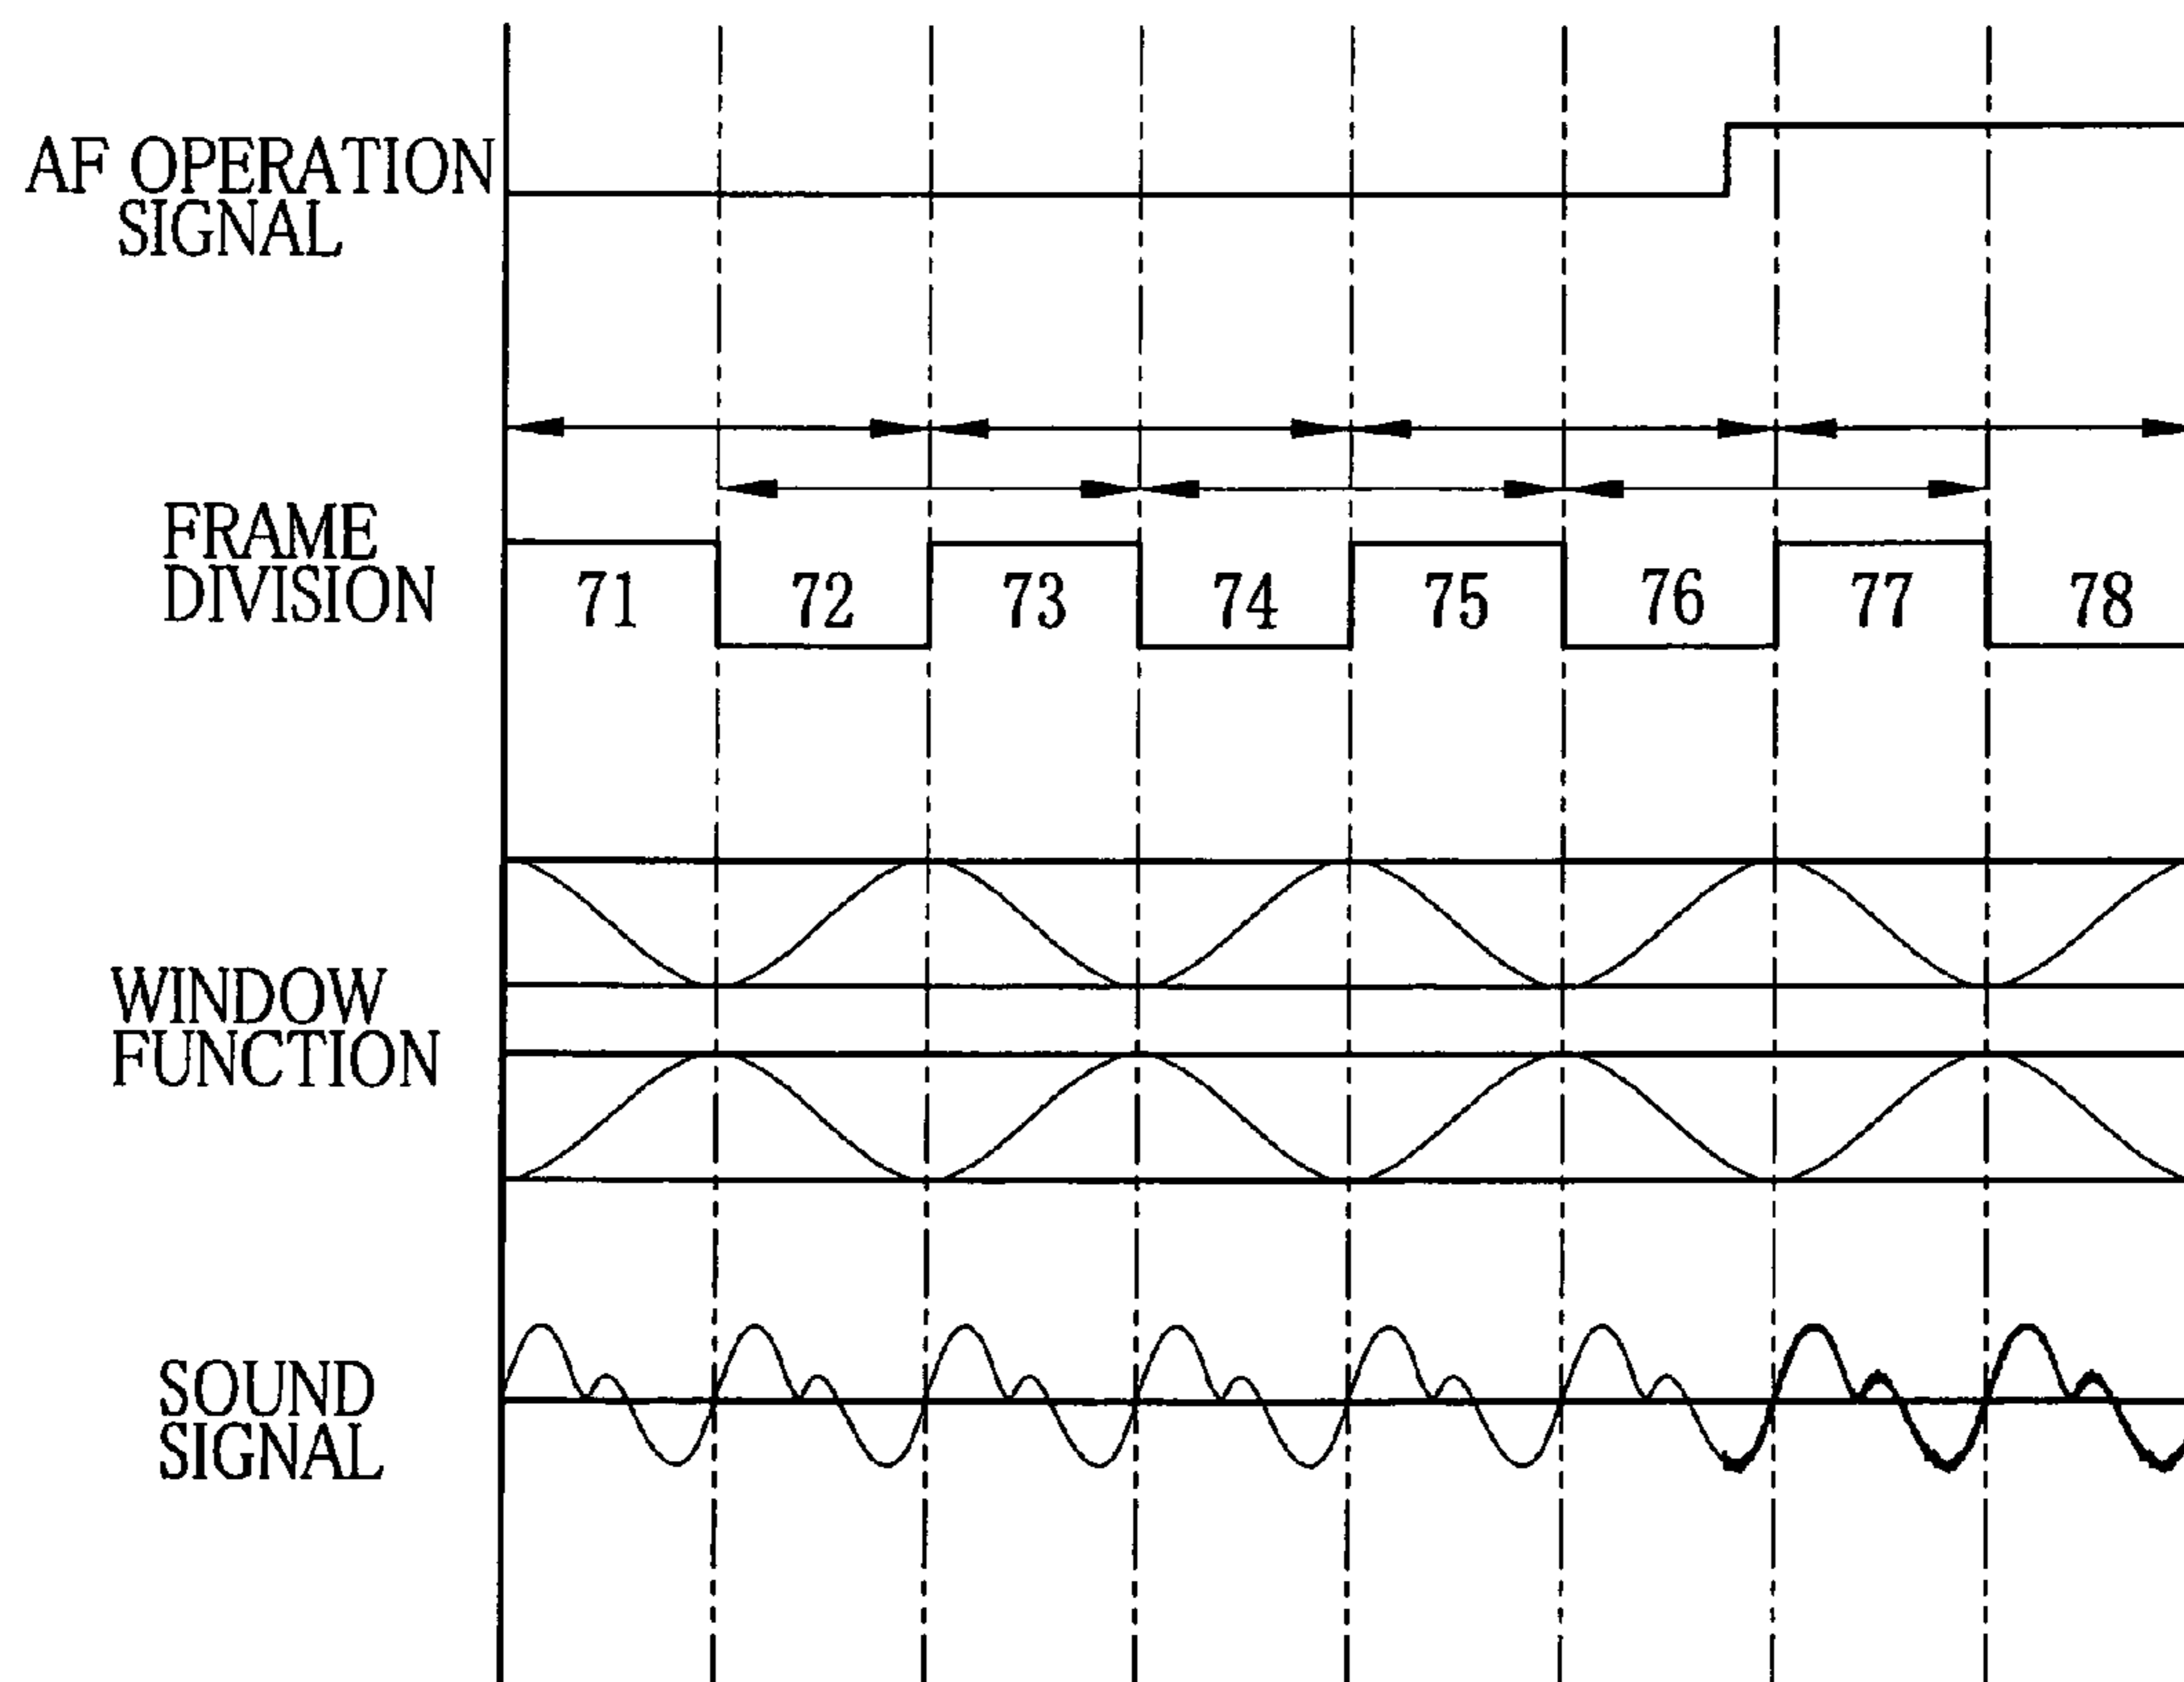 AF OPERATION
SIGNAL
FRAME
DIVISION
71 72 73 74 75 76 77 78
WINDOW
FUNCTION
SOUND
SIGNAL